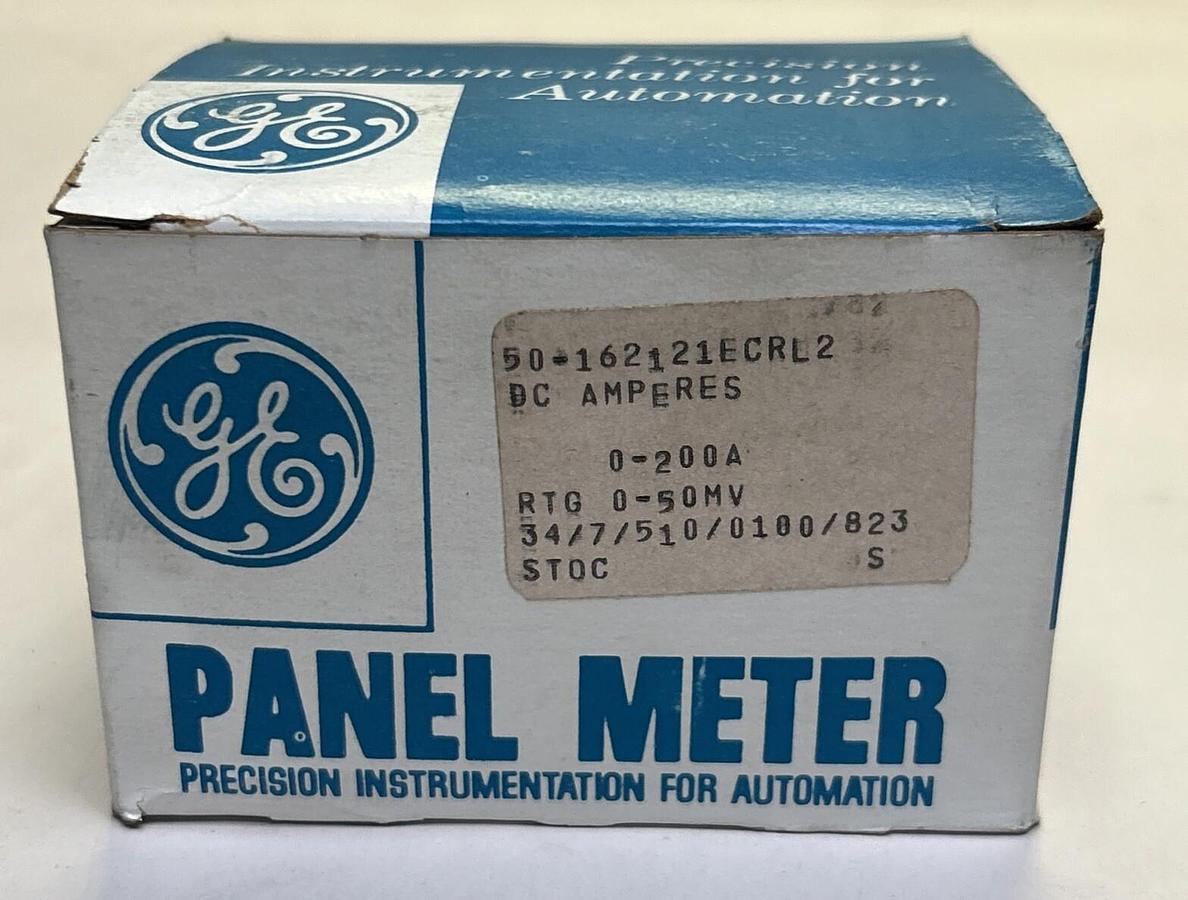 Precision
Instrumentation for
Automation
GE
GE
50-162121ECRL2
DC AMPERES
0-200A
RTG 0-50MV
34/7/510/0100/823
STOC S
PANEL METER
PRECISION INSTRUMENTATION FOR AUTOMATION